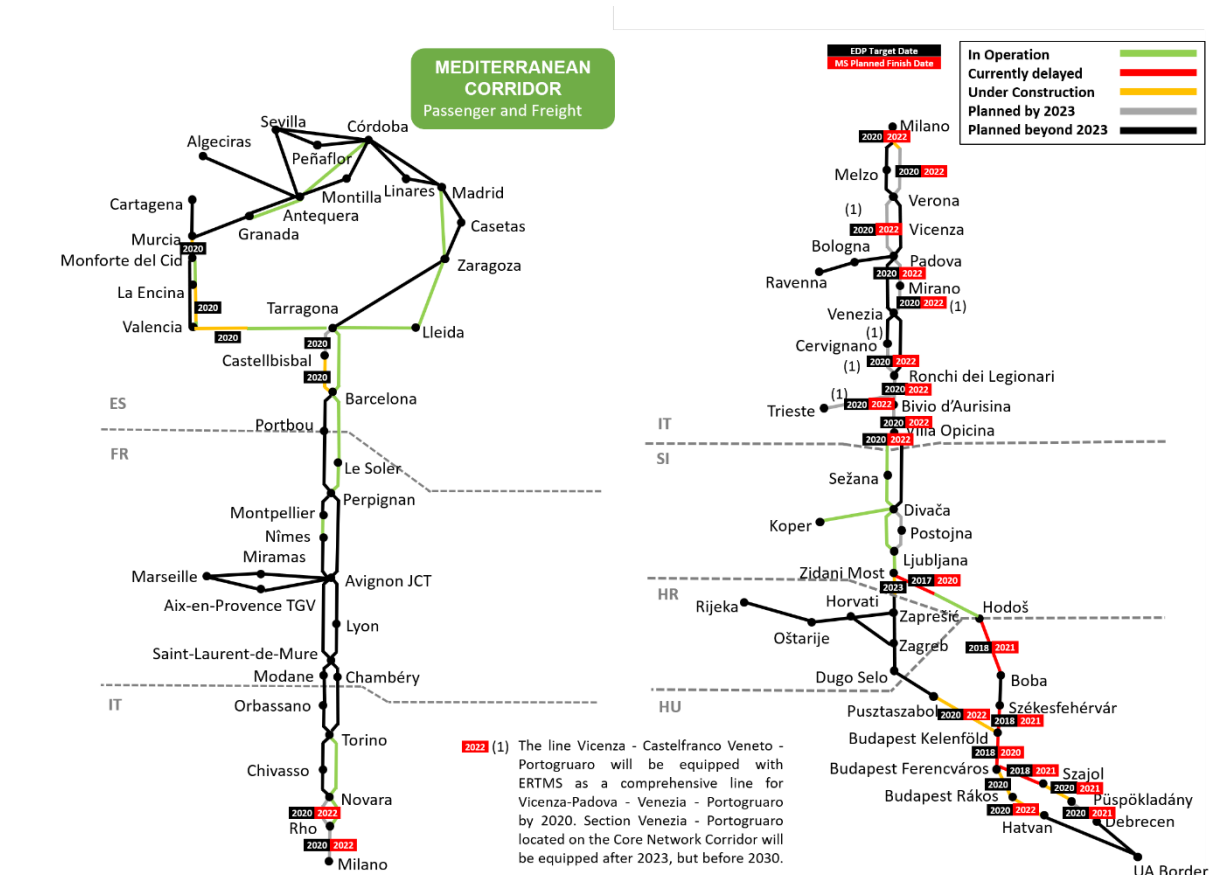 MEDITERRANEAN
CORRIDOR
Passenger and Freight
EDP Target Date
MS Planned Finish Date
In Operation
Currently delayed
Under Construction
Planned by 2023
Planned beyond 2023
Sevilla
Córdoba
Algeciras
Peñaflor
Linares
Madrid
Montilla
Cartagena
Antequera
Granada
Casetas
Murcia
2020
Monforte del Cid
Zaragoza
La Encina
2020
Tarragona
Valencia
2020
Lleida
2020
Castellbisbal
2020
Barcelona
ES
Portbou
FR
Le Soler
Perpignan
Montpellier
Nîmes
Miramas
Marseille
Avignon JCT
Aix-en-Provence TGV
Lyon
Saint-Laurent-de-Mure
Modane
Chambéry
IT
Orbassano
Torino
Chivasso
Novara
2020 2022
Rho
2020 2022
Milano
Milano
2020 2022
Melzo
2020 2022
Verona
(1)
2020 2022
Vicenza
Bologna
Padova
Ravenna
2020 2022
Mirano
2020 2022 (1)
Venezia
(1)
Cervignano
(1)
2020 2022
Ronchi dei Legionari
2020 2022
(1)
Trieste
2020 2022
Bivio d'Aurisina
2020 2022
IT
Villa Opicina
2020 2022
SI
Sežana
Divača
Koper
Postojna
Ljubljana
Zidani Most
2017 2020
2023
HR
Rijeka
Horvati
Zaprešić
Hodoš
Oštarije
Zagreb
2018 2021
Dugo Selo
Boba
HU
Pusztaszabol
2020 2022
Székesfehérvár
2018 2021
Budapest Kelenföld
2018 2020
Budapest Ferencváros
2018 2021
Szajol
2020
2020 2021
Budapest Rákos
Püspökladány
2020 2022
2020 2021
Hatvan
Debrecen
UA Border
2022 (1) The line Vicenza - Castelfranco Veneto -
Portogruaro will be equipped with
ERTMS as a comprehensive line for
Vicenza-Padova - Venezia - Portogruaro
by 2020. Section Venezia - Portogruaro
located on the Core Network Corridor will
be equipped after 2023, but before 2030.